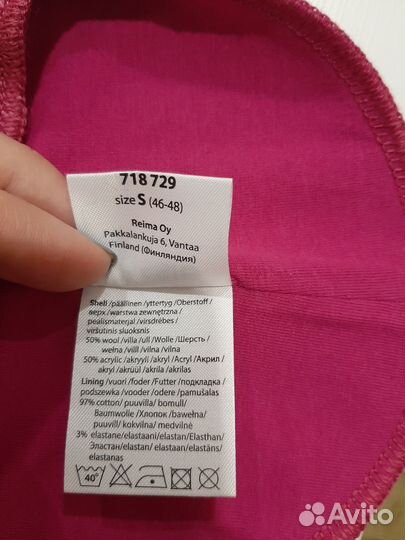 718 729
size S (46-48)
Reima Oy
Pakkalankuja 6, Vantaa
Finland (Финляндия)
Shell /päällinen /yttertyg /Oberstoff /
верх /warstwa zewnętrzna /
pealismaterjal /virsdrēbes /
viršutinis sluoksnis
50% wool /villa /ull /Wolle /Шерсть /
wełna /vill /vilna /vilna
50% acrylic /akryyli /akryl /Acryl /Акрил /
akryl /akrüül /akrila /akrilas
Lining /vuori /foder /Futter /подкладка /
podszewka /vooder /odere /pamušalas
97% cotton/ puuvilla/ bomull/
Baumwolle /Хлопок /bawełna/
puuvill/ kokvilna/ medvilnė
3% elastane/elastaani/elastan/Elasthan/
Эластан/elastan/elastaan/elastāns/
elastanas
40°
Avito